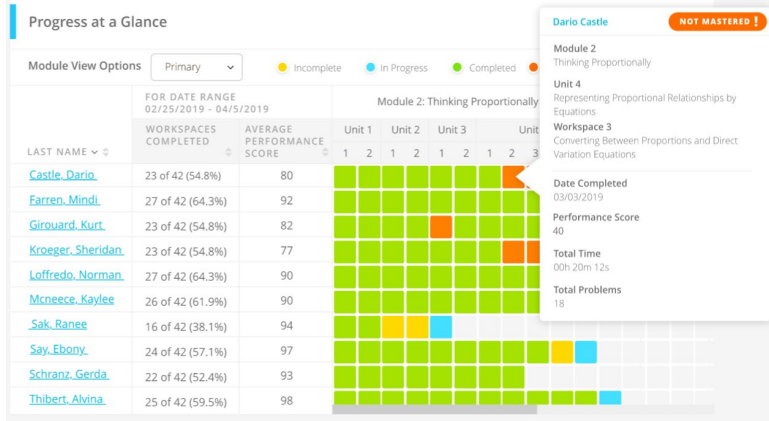 Progress at a Glance
Module View Options
Primary
Incomplete
In Progress
Completed
FOR DATE RANGE
02/25/2019 - 04/5/2019
Module 2: Thinking Proportionally
LAST NAME
WORKSPACES
COMPLETED
AVERAGE
PERFORMANCE
SCORE
Unit 1 Unit 2 Unit 3 Unit
1 2 1 2 1 2 1 2 3
Castle, Dario 23 of 42 (54.8%) 80
Farren, Mindi 27 of 42 (64.3%) 92
Girouard, Kurt 23 of 42 (54.8%) 82
Kroeger, Sheridan 23 of 42 (54.8%) 77
Loffredo, Norman 27 of 42 (64.3%) 90
Mcneece, Kaylee 26 of 42 (61.9%) 90
Sak, Ranee 16 of 42 (38.1%) 94
Say, Ebony 24 of 42 (57.1%) 97
Schranz, Gerda 22 of 42 (52.4%) 93
Thibert, Alvina 25 of 42 (59.5%) 98
Dario Castle
NOT MASTERED !
Module 2
Thinking Proportionally
Unit 4
Representing Proportional Relationships by
Equations
Workspace 3
Converting Between Proportions and Direct
Variation Equations
Date Completed
03/03/2019
Performance Score
40
Total Time
00h 20m 12s
Total Problems
18